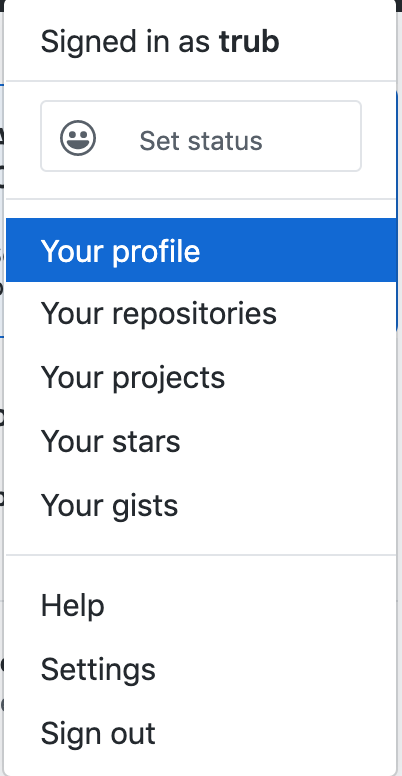 Signed in as trub
Set status
Your profile
Your repositories
Your projects
Your stars
Your gists
Help
Settings
Sign out